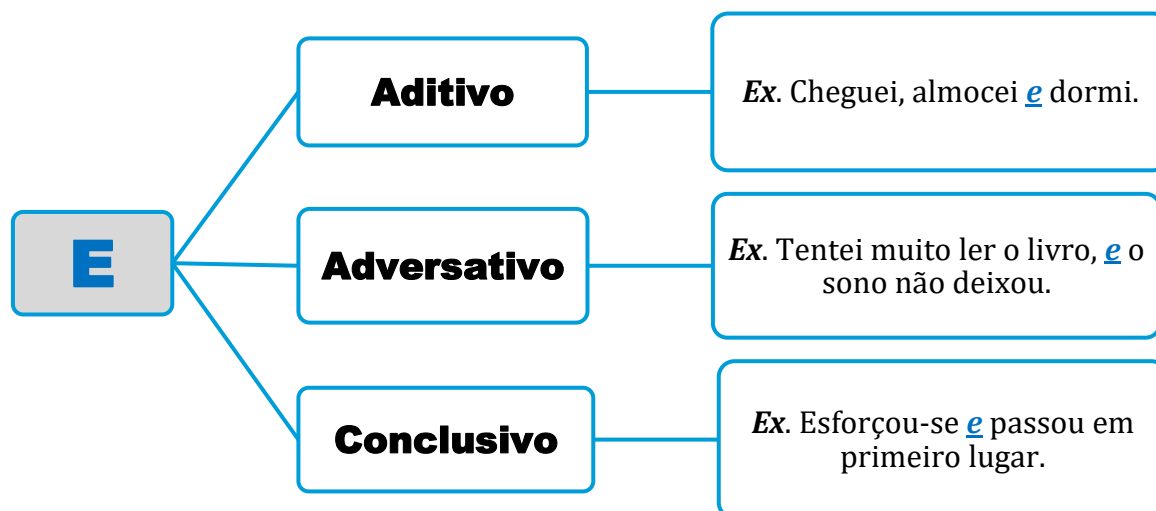 E
Aditivo
Ex. Cheguei, almocei e dormi.
Adversativo
Ex. Tentei muito ler o livro, e o
sono não deixou.
Conclusivo
Ex. Esforçou-se e passou em
primeiro lugar.